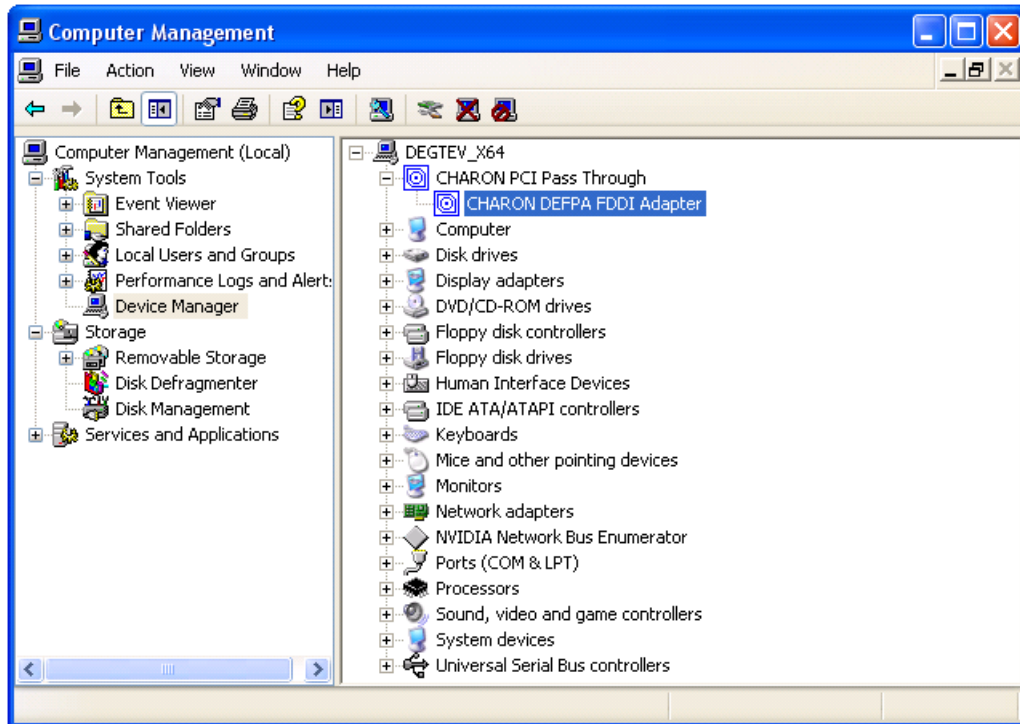 Computer Management
File Action View Window Help
Computer Management (Local)
System Tools
Event Viewer
Shared Folders
Local Users and Groups
Performance Logs and Alert:
Device Manager
Storage
Removable Storage
Disk Defragmenter
Disk Management
Services and Applications
DEGTEV_X64
CHARON PCI Pass Through
CHARON DEFPA FDDI Adapter
Computer
Disk drives
Display adapters
DVD/CD-ROM drives
Floppy disk controllers
Floppy disk drives
Human Interface Devices
IDE ATA/ATAPI controllers
Keyboards
Mice and other pointing devices
Monitors
Network adapters
NVIDIA Network Bus Enumerator
Ports (COM & LPT)
Processors
Sound, video and game controllers
System devices
Universal Serial Bus controllers